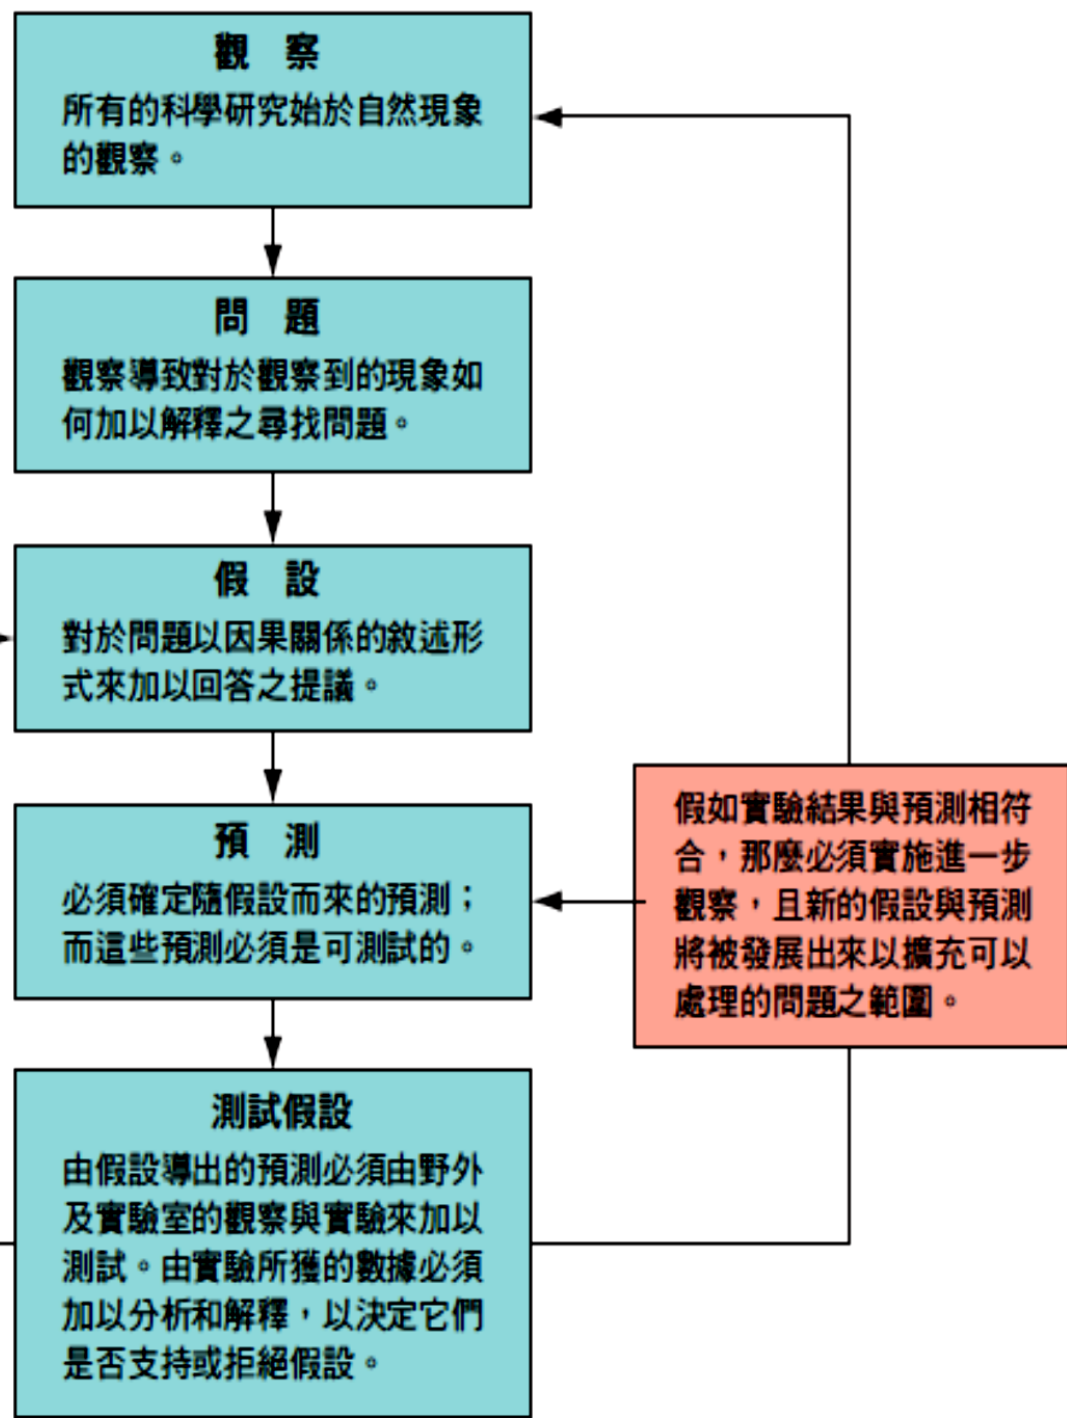 觀 察
所有的科學研究始於自然現象
的觀察。
問 題
觀察導致對於觀察到的現象如
何加以解釋之尋找問題。
假 設
對於問題以因果關係的敘述形
式來加以回答之提議。
預 測
必須確定隨假設而來的預測；
而這些預測必須是可測試的。
假如實驗結果與預測相符
合，那麼必須實施進一步
觀察，且新的假設與預測
將被發展出來以擴充可以
處理的問題之範圍。
測試假設
由假設導出的預測必須由野外
及實驗室的觀察與實驗來加以
測試。由實驗所獲的數據必須
加以分析和解釋，以決定它們
是否支持或拒絕假設。